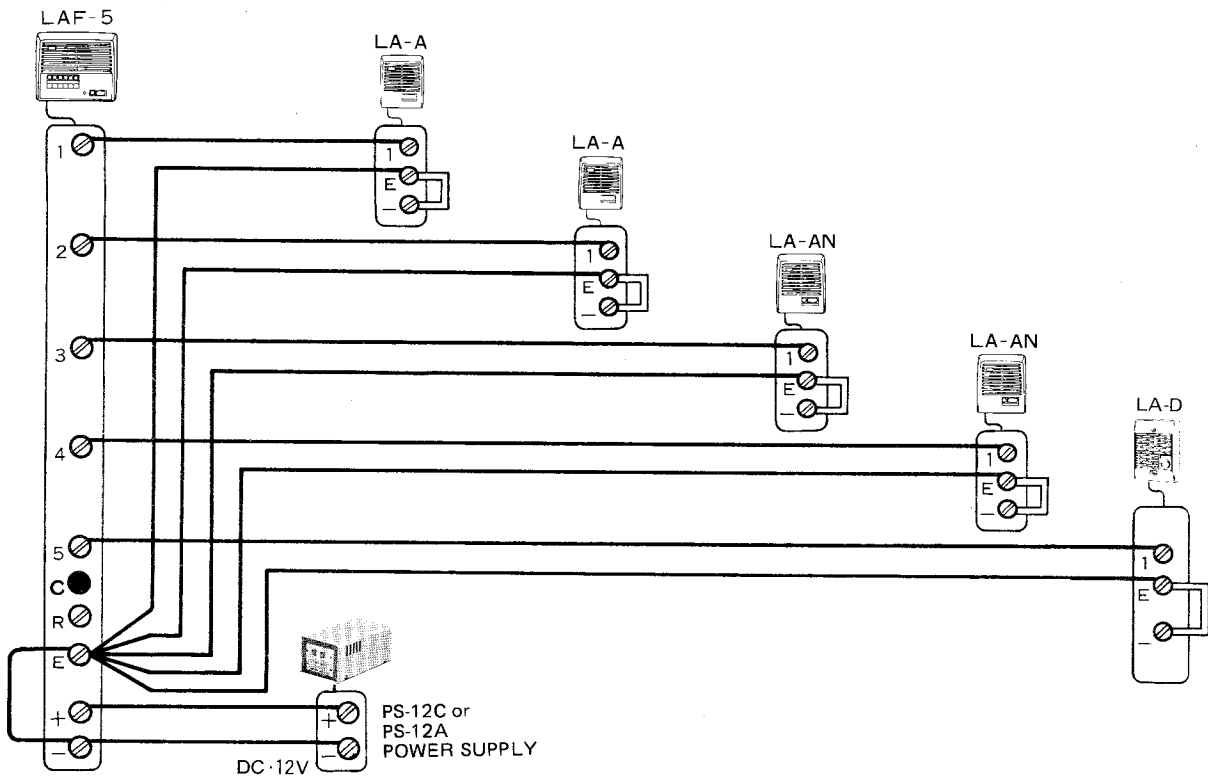 LAF-5
LA-A
1
1
E
−
LA-A
2
1
E
−
LA-AN
3
1
E
−
LA-AN
4
1
E
−
LA-D
5
1
E
−
C
R
E
+
−
+
−
PS-12C or
PS-12A
POWER SUPPLY
DC·12V